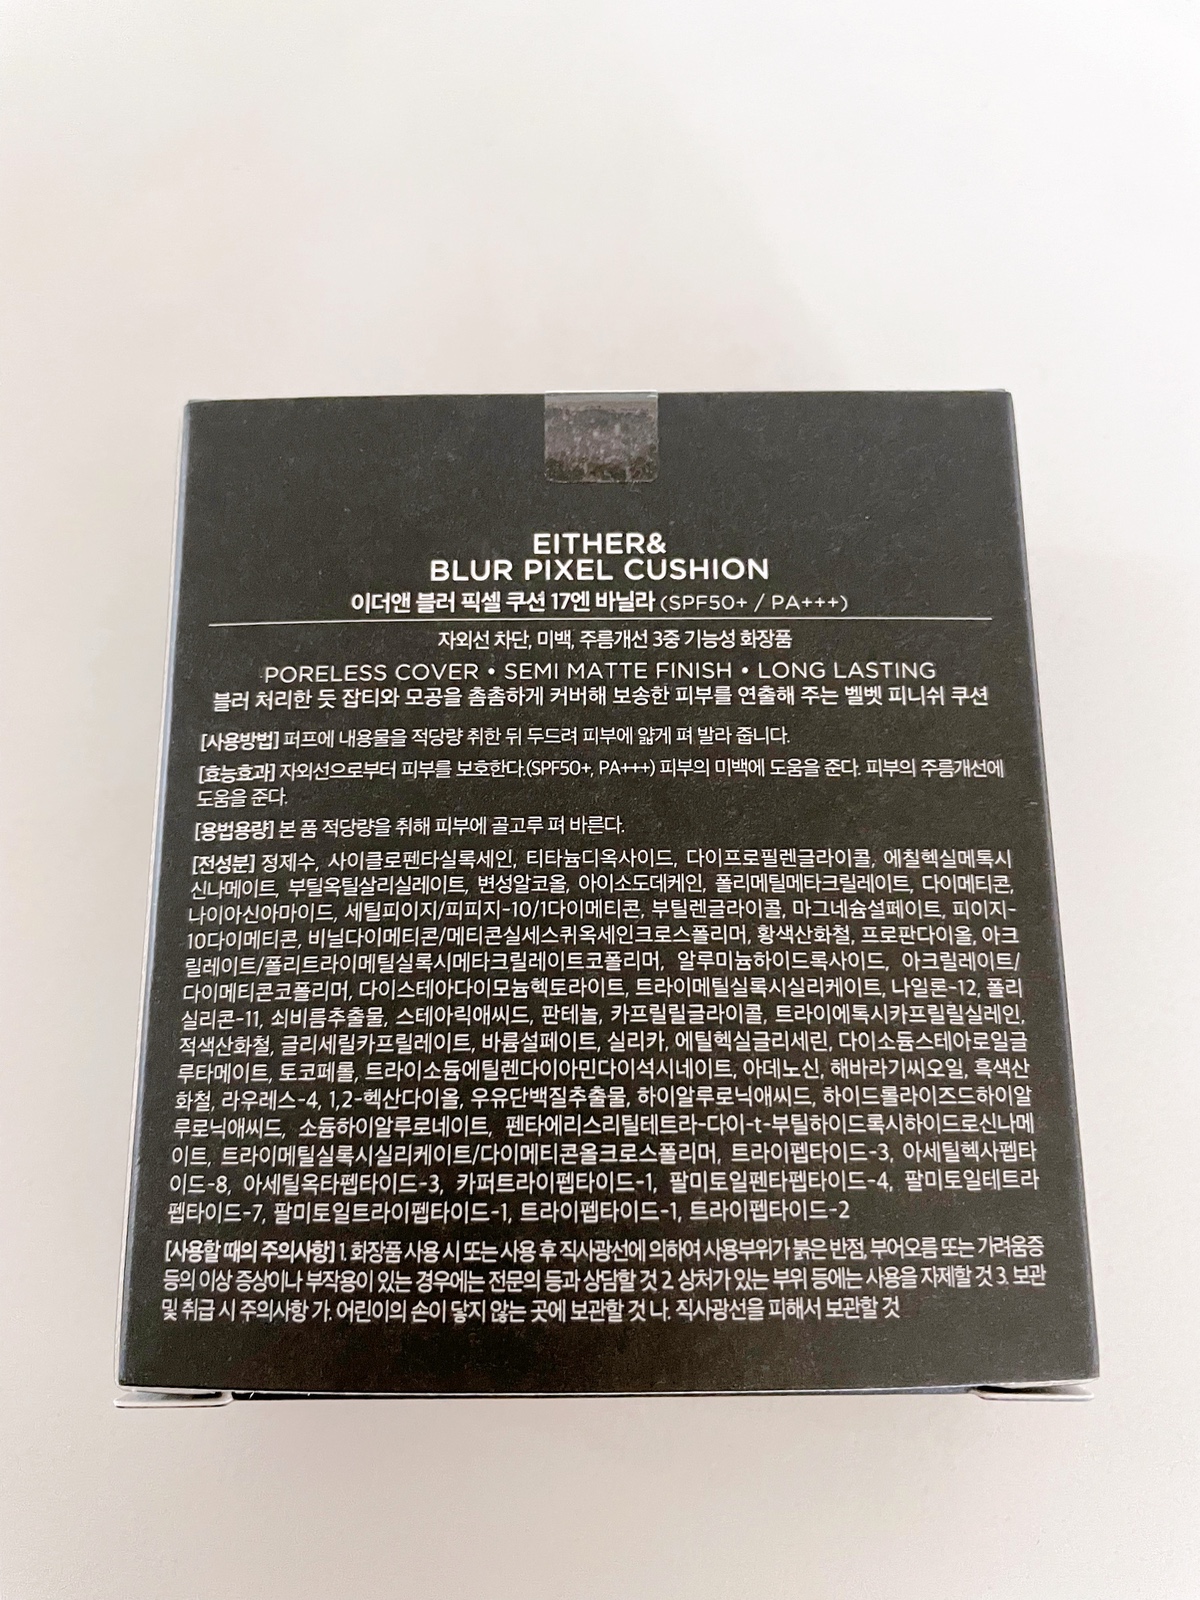 EITHER&
BLUR PIXEL CUSHION
이더앤 블러 픽셀 쿠션 17엔 바닐라 (SPF50+ / PA+++)
자외선 차단, 미백, 주름개선 3중 기능성 화장품
PORELESS COVER • SEMI MATTE FINISH • LONG LASTING
블러 처리한 듯 잡티와 모공을 촘촘하게 커버해 보송한 피부를 연출해 주는 벨벳 피니쉬 쿠션
[사용방법] 퍼프에 내용물을 적당량 취한 뒤 두드려 피부에 얇게 펴 발라 줍니다.
[효능효과] 자외선으로부터 피부를 보호한다.(SPF50+, PA+++) 피부의 미백에 도움을 준다. 피부의 주름개선에
도움을 준다.
[용법용량] 본 품 적당량을 취해 피부에 골고루 펴 바른다.
[전성분] 정제수, 사이클로펜타실록세인, 티타늄디옥사이드, 다이프로필렌글라이콜, 에칠헥실메톡시
신나메이트, 부틸옥틸살리실레이트, 변성알코올, 아이소도데케인, 폴리메틸메타크릴레이트, 다이메티콘,
나이아신아마이드, 세틸피이지/피피지-10/1다이메티콘, 부틸렌글라이콜, 마그네슘설페이트, 피이지-
10다이메티콘, 비닐다이메티콘/메티콘실세스퀴옥세인크로스폴리머, 황색산화철, 프로판다이올, 아크
릴레이트/폴리트라이메틸실록시메타크릴레이트코폴리머, 알루미늄하이드록사이드, 아크릴레이트/
다이메티콘코폴리머, 다이스테아다이모늄헥토라이트, 트라이메틸실록시실리케이트, 나일론-12, 폴리
실리콘-11, 쇠비름추출물, 스테아릭애씨드, 판테놀, 카프릴릴글라이콜, 트라이에톡시카프릴릴실레인,
적색산화철, 글리세릴카프릴레이트, 바륨설페이트, 실리카, 에틸헥실글리세린, 다이소듐스테아로일글
루타메이트, 토코페롤, 트라이소듐에틸렌다이아민다이석시네이트, 아데노신, 해바라기씨오일, 흑색산
화철, 라우레스-4, 1,2-헥산다이올, 우유단백질추출물, 하이알루로닉애씨드, 하이드롤라이즈드하이알
루로닉애씨드, 소듐하이알루로네이트, 펜타에리스리틸테트라-다이-t-부틸하이드록시하이드로신나메
이트, 트라이메틸실록시실리케이트/다이메티콘올크로스폴리머, 트라이펩타이드-3, 아세틸헥사펩타
이드-8, 아세틸옥타펩타이드-3, 카퍼트라이펩타이드-1, 팔미토일펜타펩타이드-4, 팔미토일테트라
펩타이드-7, 팔미토일트라이펩타이드-1, 트라이펩타이드-1, 트라이펩타이드-2
[사용할 때의 주의사항] 1. 화장품 사용 시 또는 사용 후 직사광선에 의하여 사용부위가 붉은 반점, 부어오름 또는 가려움증
등의 이상 증상이나 부작용이 있는 경우에는 전문의 등과 상담할 것 2. 상처가 있는 부위 등에는 사용을 자제할 것 3. 보관
및 취급 시 주의사항 가. 어린이의 손이 닿지 않는 곳에 보관할 것 나. 직사광선을 피해서 보관할 것